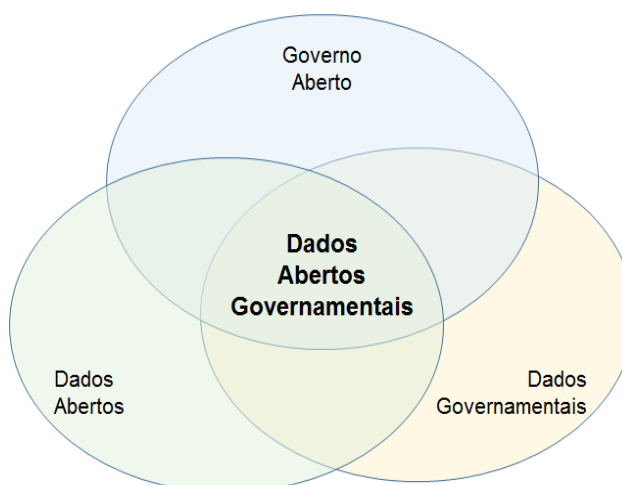 Governo
Aberto
Dados
Abertos
Governamentais
Dados
Abertos
Dados
Governamentais